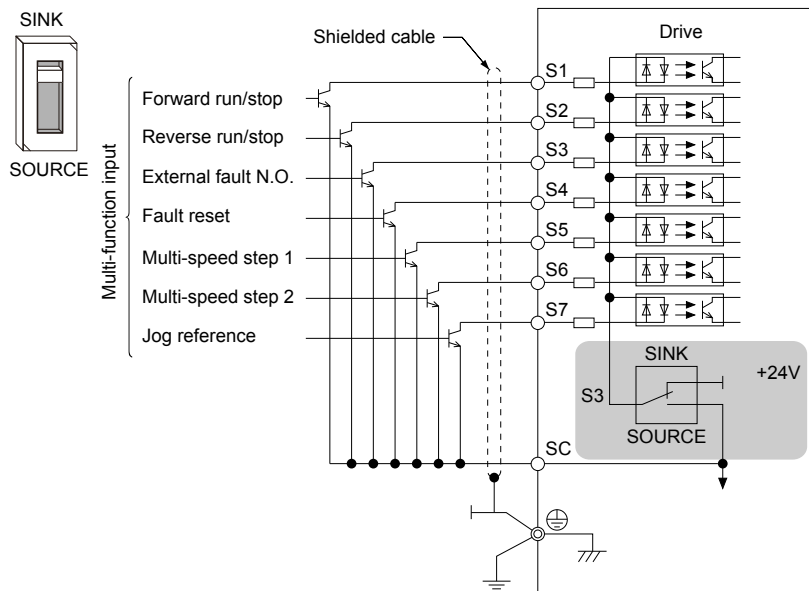 SINK
SOURCE
Shielded cable
Drive
Multi-function input
Forward run/stop
Reverse run/stop
External fault N.O.
Fault reset
Multi-speed step 1
Multi-speed step 2
Jog reference
S1
S2
S3
S4
S5
S6
S7
SINK
+24V
S3
SOURCE
SC